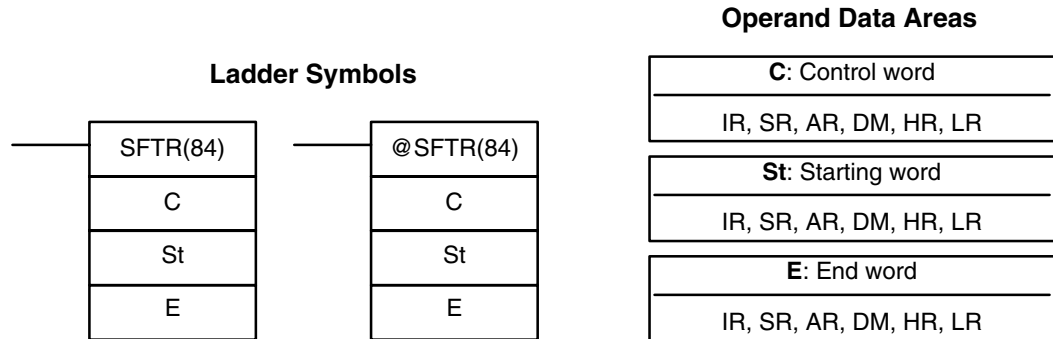 Ladder Symbols
SFTR(84)
C
St
E
@SFTR(84)
C
St
E
Operand Data Areas
C: Control word
IR, SR, AR, DM, HR, LR
St: Starting word
IR, SR, AR, DM, HR, LR
E: End word
IR, SR, AR, DM, HR, LR